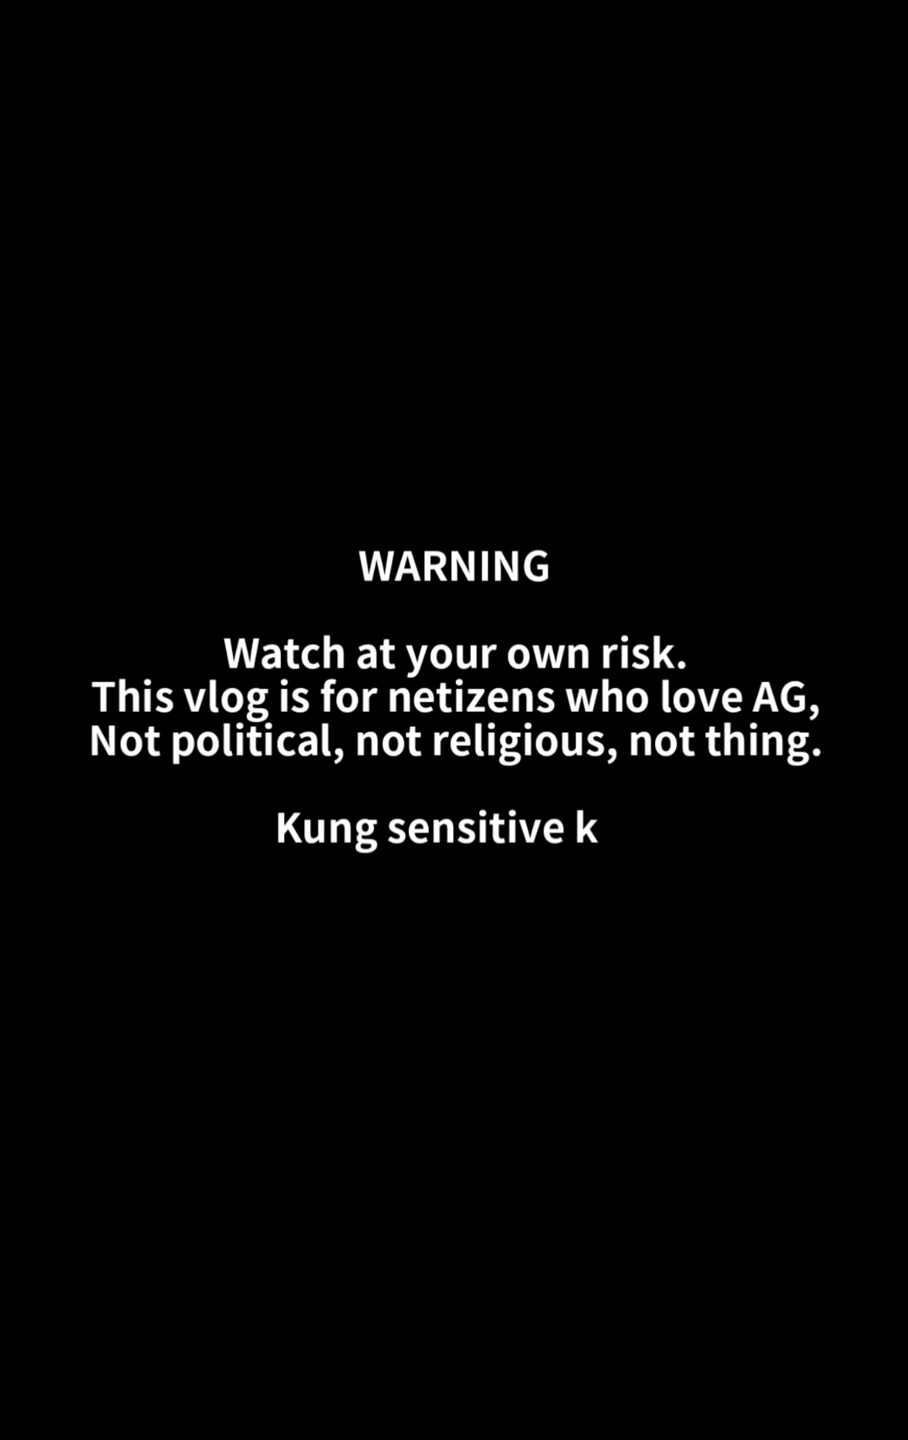 WARNING
Watch at your own risk.
This vlog is for netizens who love AG,
Not political, not religious, not thing.
Kung sensitive k